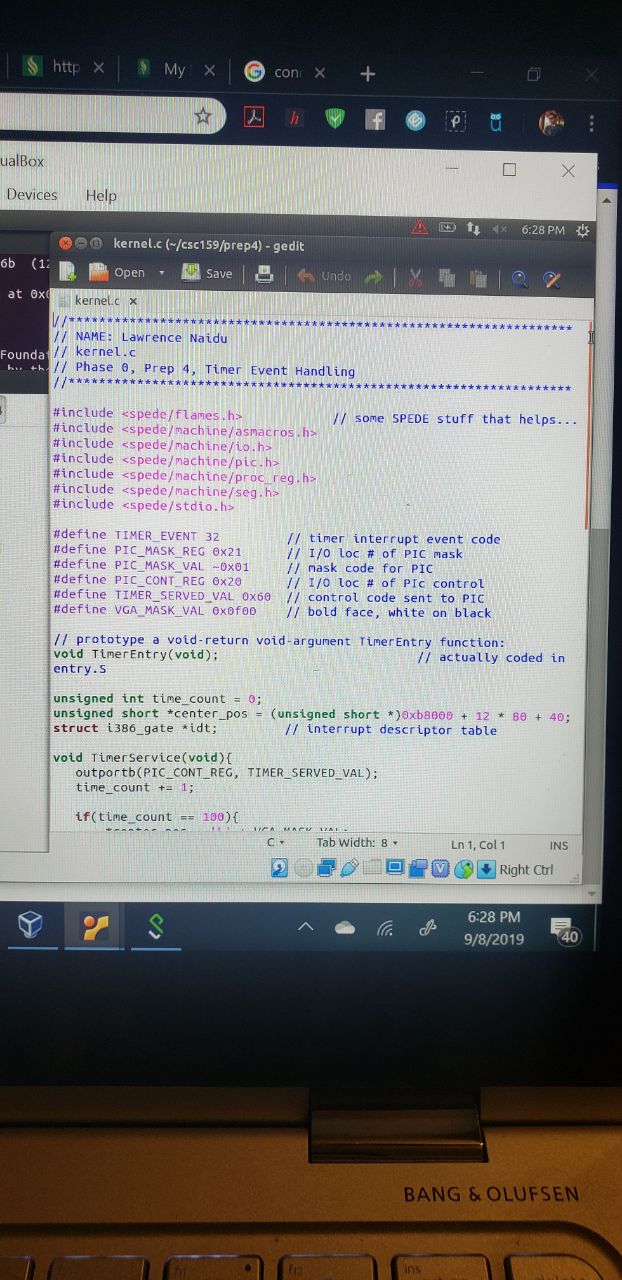 http
My
con
ualBox
Devices Help
6:28 PM
kernel.c (~/csc159/prep4) - gedit
6b (12
at 0x0
Founda
Open Save Undo
kernel.c x
//*******************************************************************
// NAME: Lawrence Naidu
// kernel.c
// Phase 0, Prep 4, Timer Event Handling
//*******************************************************************
#include <spede/flames.h> // some SPEDE stuff that helps...
#include <spede/machine/asmacros.h>
#include <spede/machine/io.h>
#include <spede/machine/pic.h>
#include <spede/machine/proc_reg.h>
#include <spede/machine/seg.h>
#include <spede/stdio.h>
#define TIMER_EVENT 32 // timer interrupt event code
#define PIC_MASK_REG 0x21 // I/O loc # of PIC mask
#define PIC_MASK_VAL ~0x01 // mask code for PIC
#define PIC_CONT_REG 0x20 // I/O loc # of PIc control
#define TIMER_SERVED_VAL 0x60 // control code sent to PIC
#define VGA_MASK_VAL 0x0f00 // bold face, white on black
// prototype a void-return void-argument TimerEntry function:
void TimerEntry(void); // actually coded in
entry.S
unsigned int time_count = 0;
unsigned short *center_pos = (unsigned short *)0xb8000 + 12 * 80 + 40;
struct i386_gate *idt; // interrupt descriptor table
void TimerService(void){
outportb(PIC_CONT_REG, TIMER_SERVED_VAL);
time_count += 1;
if(time_count == 100){
C Tab Width: 8 Ln 1, Col 1 INS
Right Ctrl
6:28 PM
9/8/2019
40
BANG & OLUFSEN
f11
f12
ins